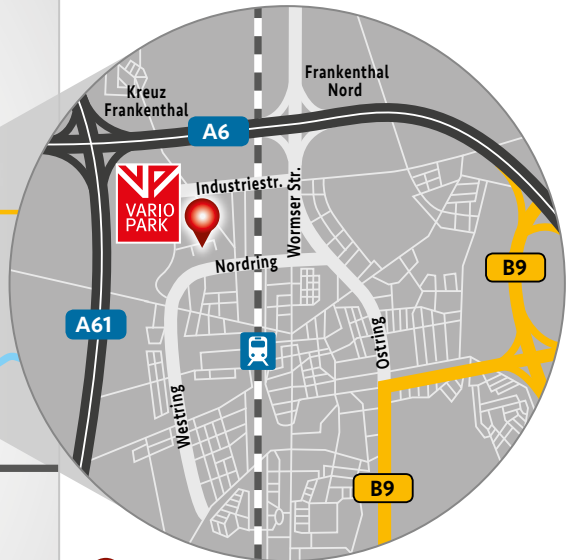 Frankenthal
Nord
Kreuz
Frankenthal
A6
Industriestr.
Wormser Str.
VARIO
PARK
Nordring
B9
A61
Ostring
Westring
B9